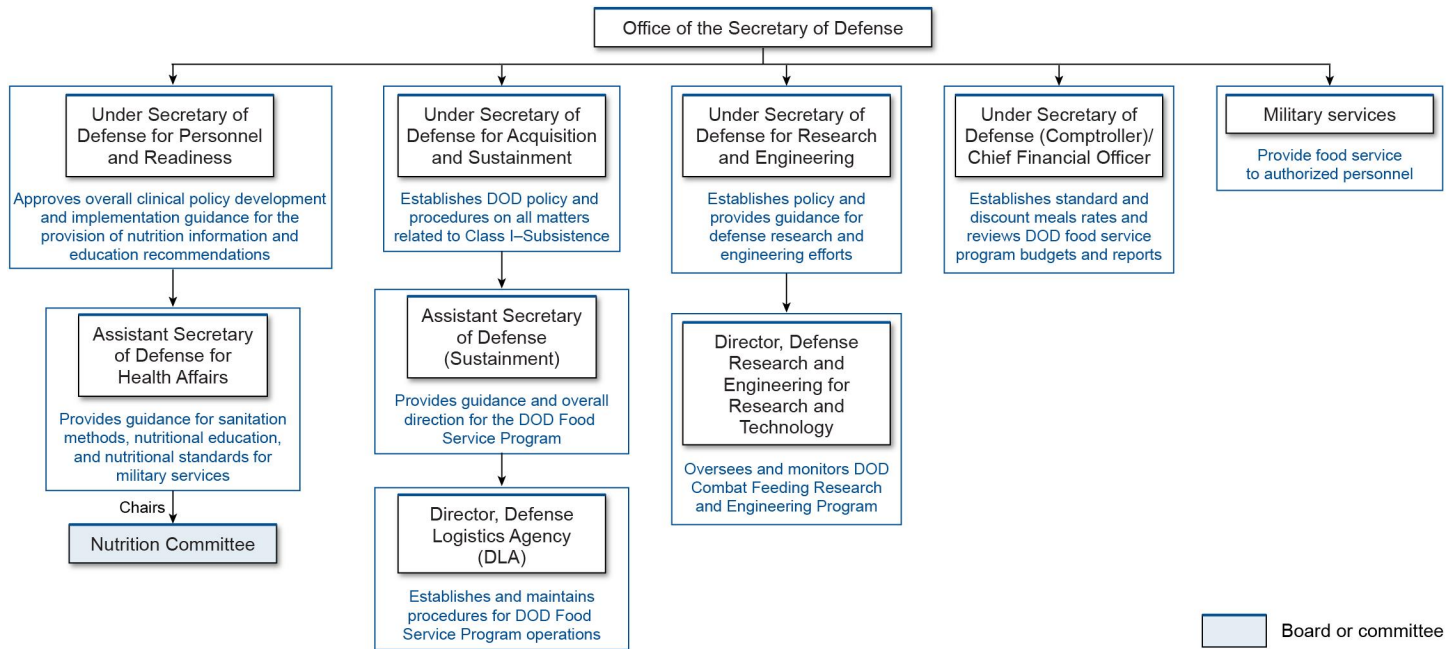 Office of the Secretary of Defense
Under Secretary of
Defense for Personnel
and Readiness
Approves overall clinical policy development
and implementation guidance for the
provision of nutrition information and
education recommendations
Assistant Secretary
of Defense for
Health Affairs
Provides guidance for sanitation
methods, nutritional education,
and nutritional standards for
military services
Chairs
Nutrition Committee
Under Secretary of
Defense for Acquisition
and Sustainment
Establishes DOD policy and
procedures on all matters
related to Class I–Subsistence
Assistant Secretary
of Defense
(Sustainment)
Provides guidance and overall
direction for the DOD Food
Service Program
Director, Defense
Logistics Agency
(DLA)
Establishes and maintains
procedures for DOD Food
Service Program operations
Under Secretary of
Defense for Research
and Engineering
Establishes policy and
provides guidance for
defense research and
engineering efforts
Director, Defense
Research and
Engineering for
Research and
Technology
Oversees and monitors DOD
Combat Feeding Research
and Engineering Program
Under Secretary of
Defense (Comptroller)/
Chief Financial Officer
Establishes standard and
discount meals rates and
reviews DOD food service
program budgets and reports
Military services
Provide food service
to authorized personnel
Board or committee